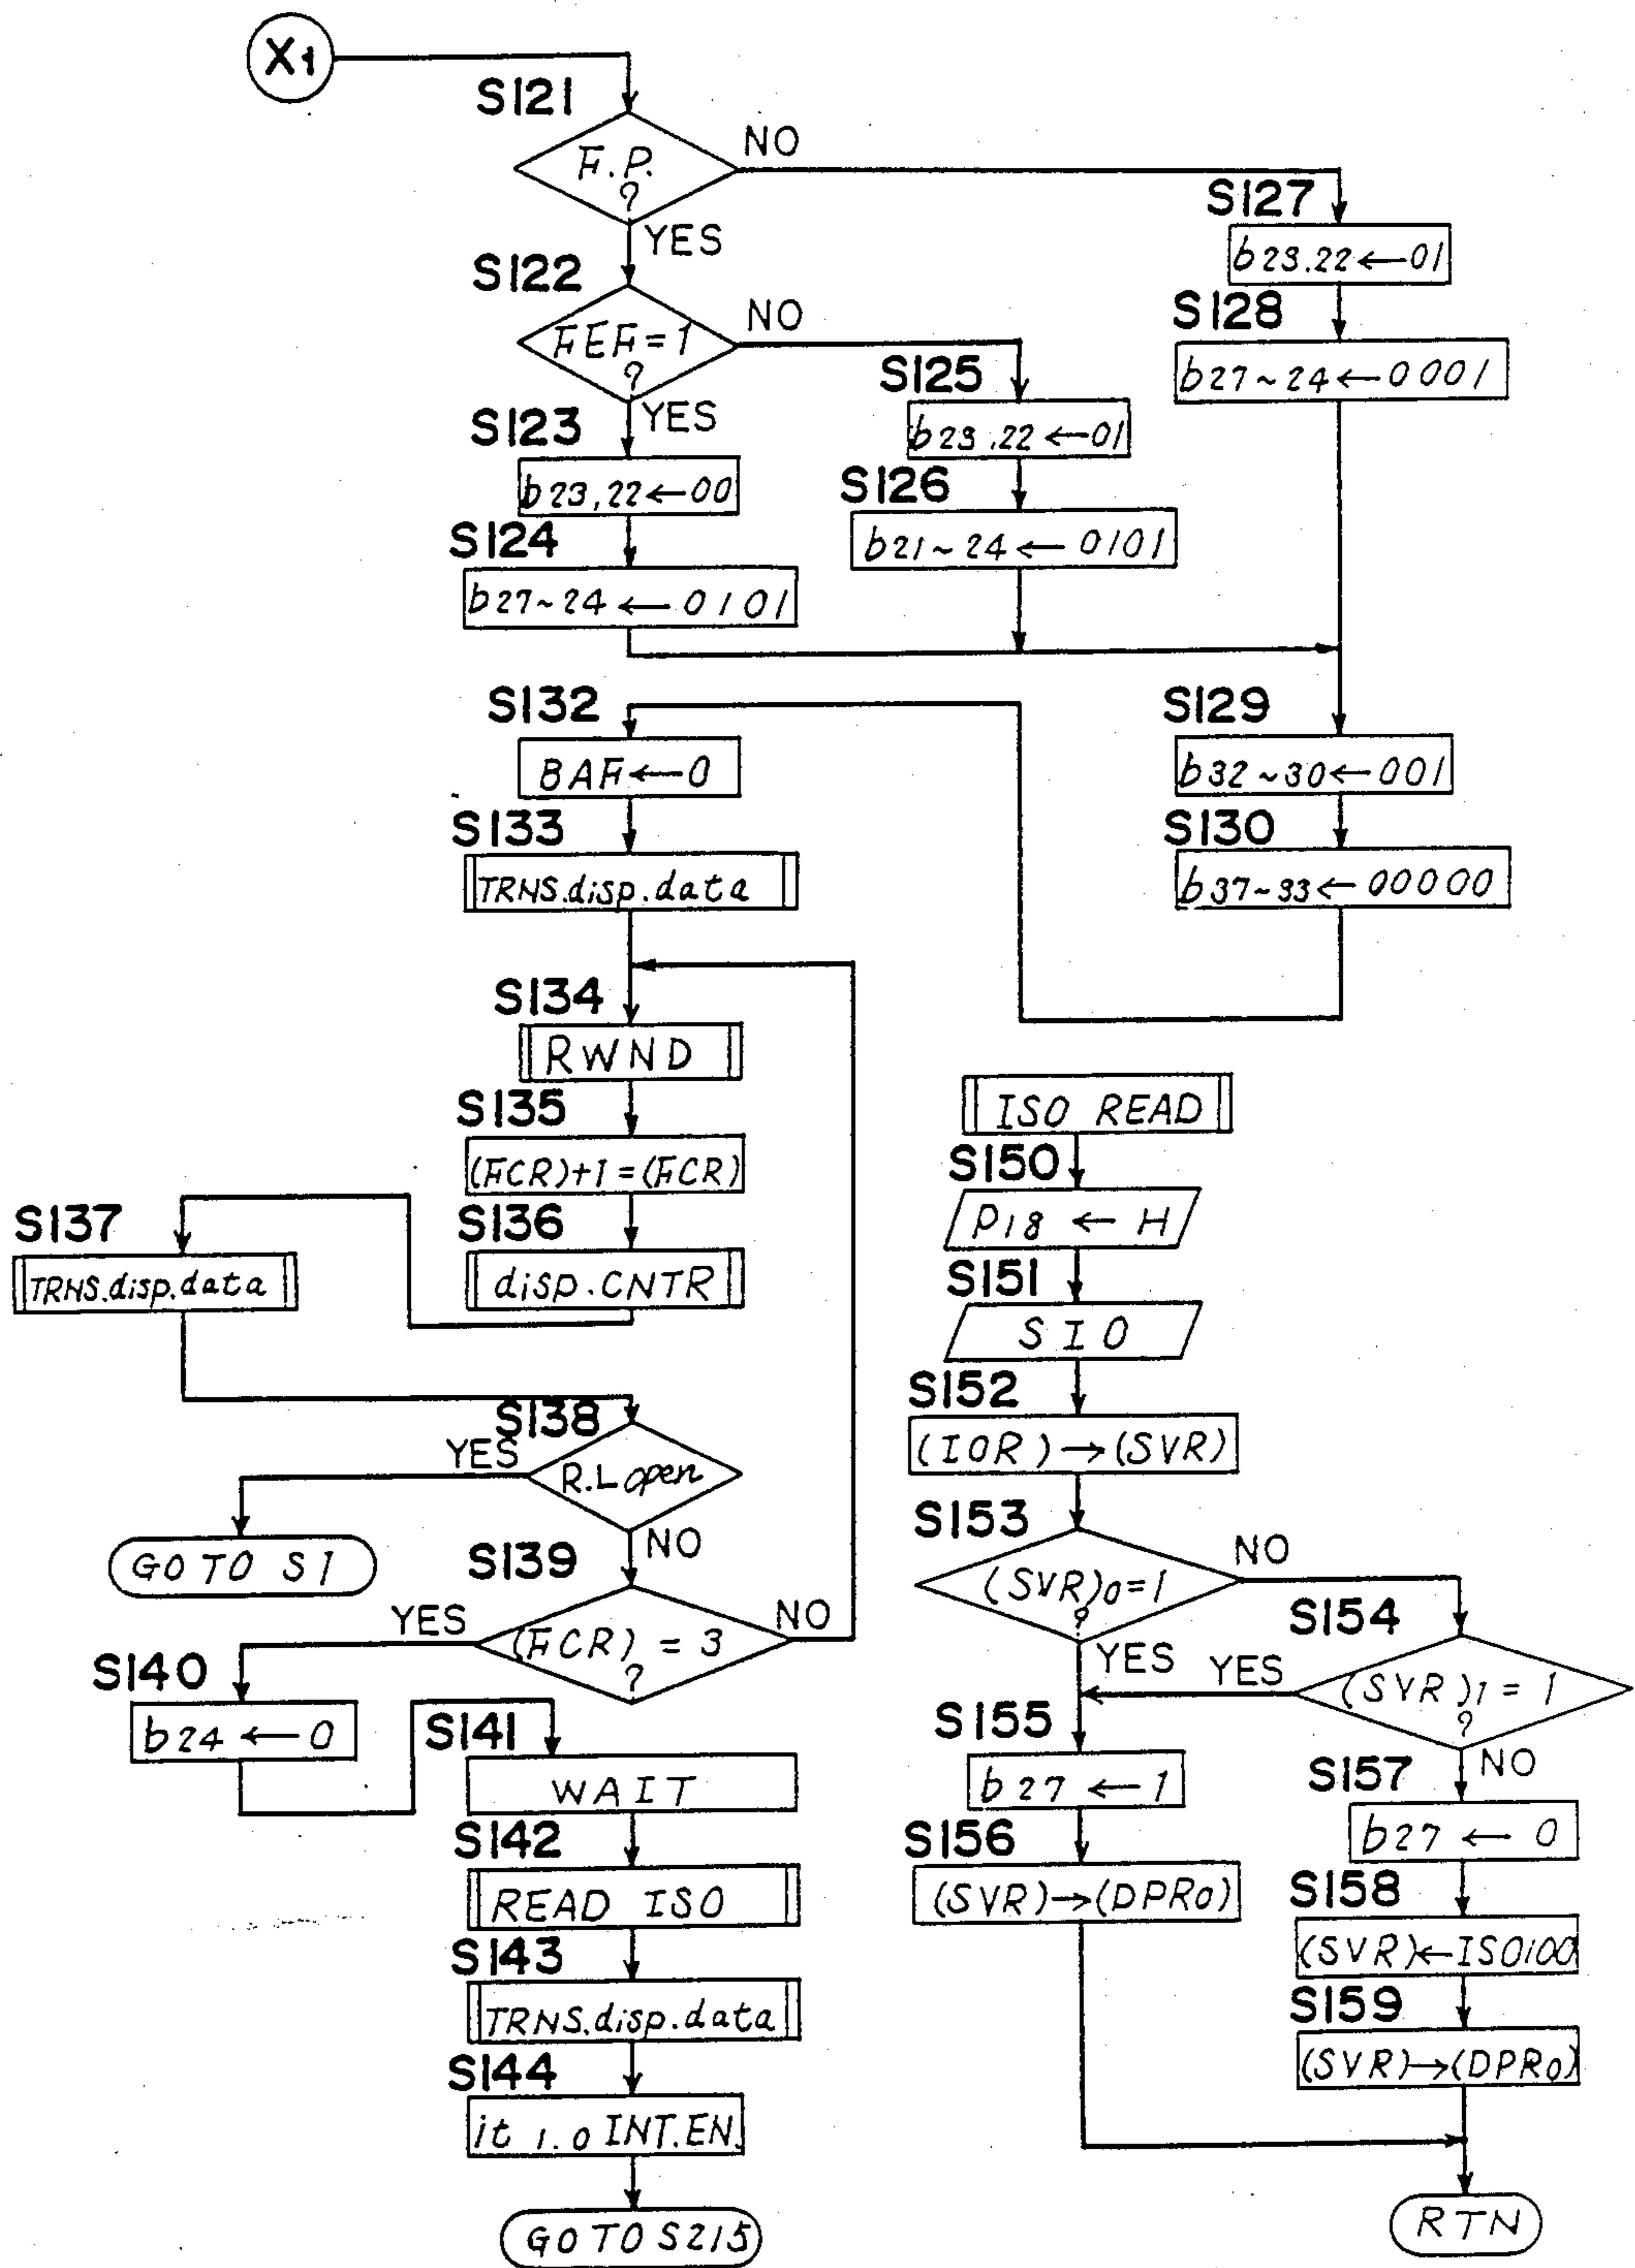 X1
S121
F.P.
?
NO
YES
S122
FEF=1
?
NO
YES
S123
b23,22←00
S124
b27~24←0101
S125
b23.22←01
S126
b21~24←0101
S127
b23.22←01
S128
b27~24←0001
S129
b32~30←001
S130
b37~33←00000
S132
BAF←0
S133
TRNS.disp.data
S134
RWND
S135
(FCR)+1=(FCR)
S136
disp.CNTR
S137
TRNS.disp.data
S138
R.L open
YES
NO
GO TO S1
S139
(FCR) = 3
?
YES
NO
S140
b24 ← 0
S141
WAIT
S142
READ ISO
S143
TRNS.disp.data
S144
it 1.0 INT.EN.
GO TO S215
ISO READ
S150
P18 ← H
S151
SIO
S152
(IOR)→(SVR)
S153
(SVR)0=1
?
NO
YES
S154
(SVR)1=1
?
YES
NO
S155
b27 ← 1
S156
(SVR)→(DPR0)
S157
b27 ← 0
S158
(SVR)←ISO100
S159
(SVR)→(DPR0)
RTN